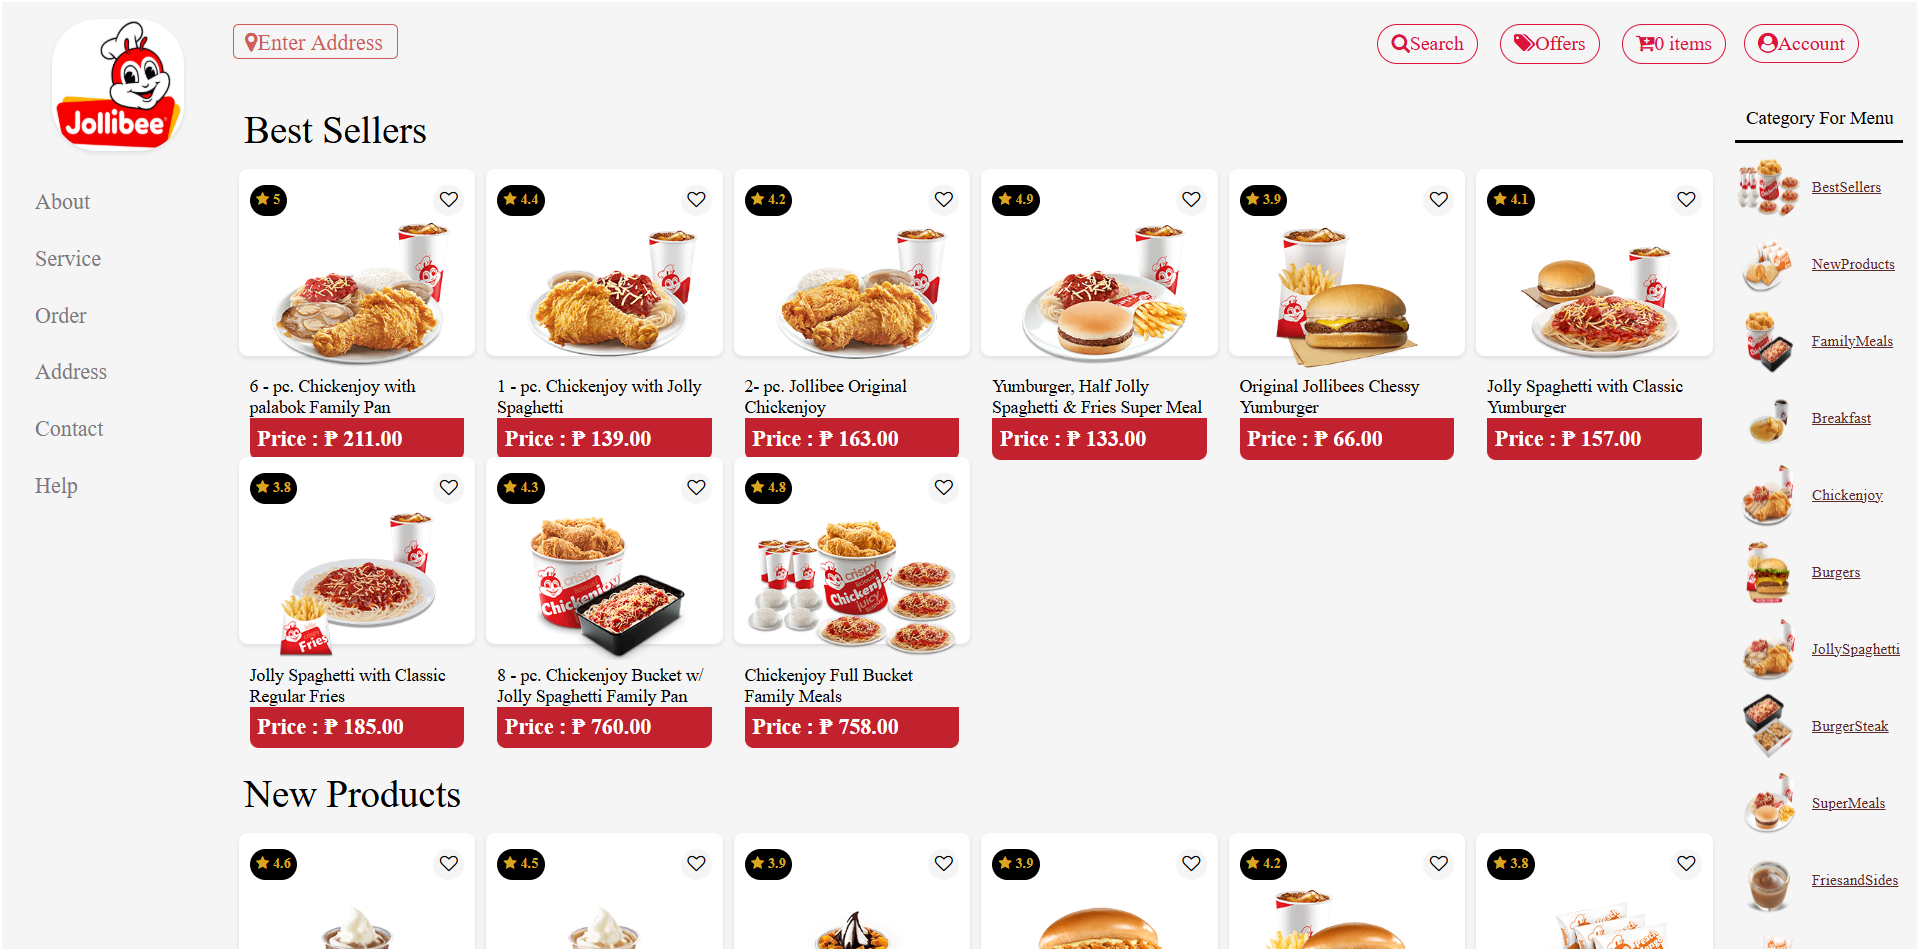 Jollibee
Enter Address
Search
Offers
0 items
Account
About
Service
Order
Address
Contact
Help
Best Sellers
5
6 - pc. Chickenjoy with
palabok Family Pan
Price : ₱ 211.00
4.4
1 - pc. Chickenjoy with Jolly
Spaghetti
Price : ₱ 139.00
4.2
2- pc. Jollibee Original
Chickenjoy
Price : ₱ 163.00
4.9
Yumburger, Half Jolly
Spaghetti & Fries Super Meal
Price : ₱ 133.00
3.9
Original Jollibees Chessy
Yumburger
Price : ₱ 66.00
4.1
Jolly Spaghetti with Classic
Yumburger
Price : ₱ 157.00
3.8
Fries
Jolly Spaghetti with Classic
Regular Fries
Price : ₱ 185.00
4.3
crispy
Chickenjoy
8 - pc. Chickenjoy Bucket w/
Jolly Spaghetti Family Pan
Price : ₱ 760.00
4.8
crispy
Chickenjoy
juicy
Chickenjoy Full Bucket
Family Meals
Price : ₱ 758.00
New Products
4.6
4.5
3.9
3.9
4.2
3.8
Category For Menu
BestSellers
NewProducts
FamilyMeals
Breakfast
Chickenjoy
Burgers
JollySpaghetti
BurgerSteak
SuperMeals
FriesandSides